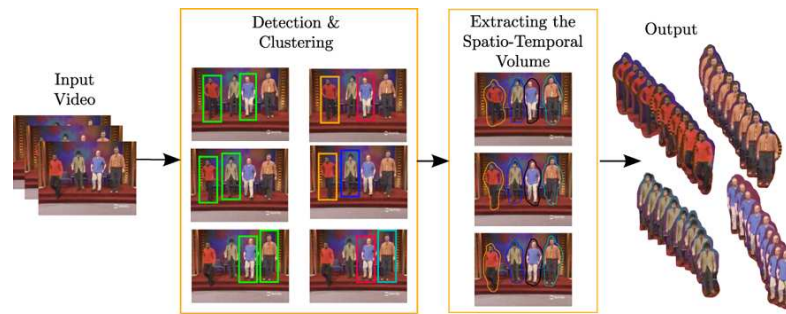 Input
Video
Detection &
Clustering
Extracting the
Spatio-Temporal
Volume
Output